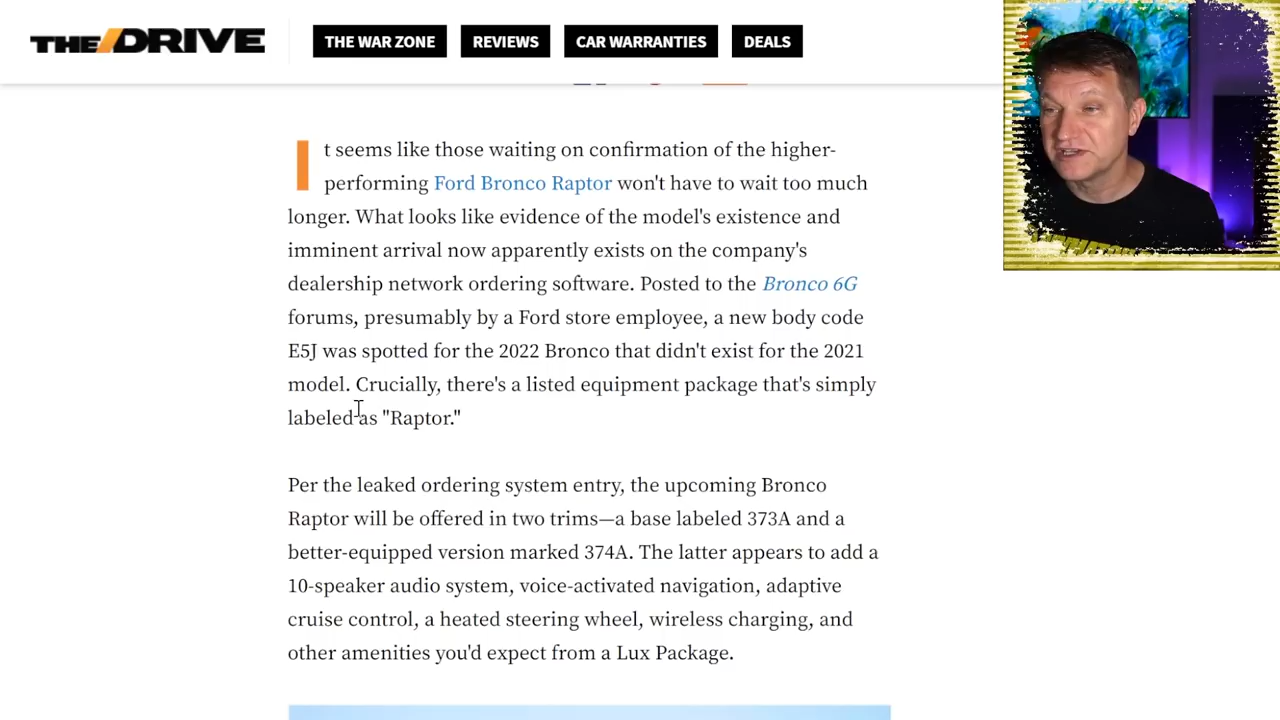 THE/DRIVE
THE WAR ZONE
REVIEWS
CAR WARRANTIES
DEALS
It seems like those waiting on confirmation of the higher-
performing Ford Bronco Raptor won't have to wait too much
longer. What looks like evidence of the model's existence and
imminent arrival now apparently exists on the company's
dealership network ordering software. Posted to the Bronco 6G
forums, presumably by a Ford store employee, a new body code
E5J was spotted for the 2022 Bronco that didn't exist for the 2021
model. Crucially, there's a listed equipment package that's simply
labeled as "Raptor."
Per the leaked ordering system entry, the upcoming Bronco
Raptor will be offered in two trims—a base labeled 373A and a
better-equipped version marked 374A. The latter appears to add a
10-speaker audio system, voice-activated navigation, adaptive
cruise control, a heated steering wheel, wireless charging, and
other amenities you'd expect from a Lux Package.